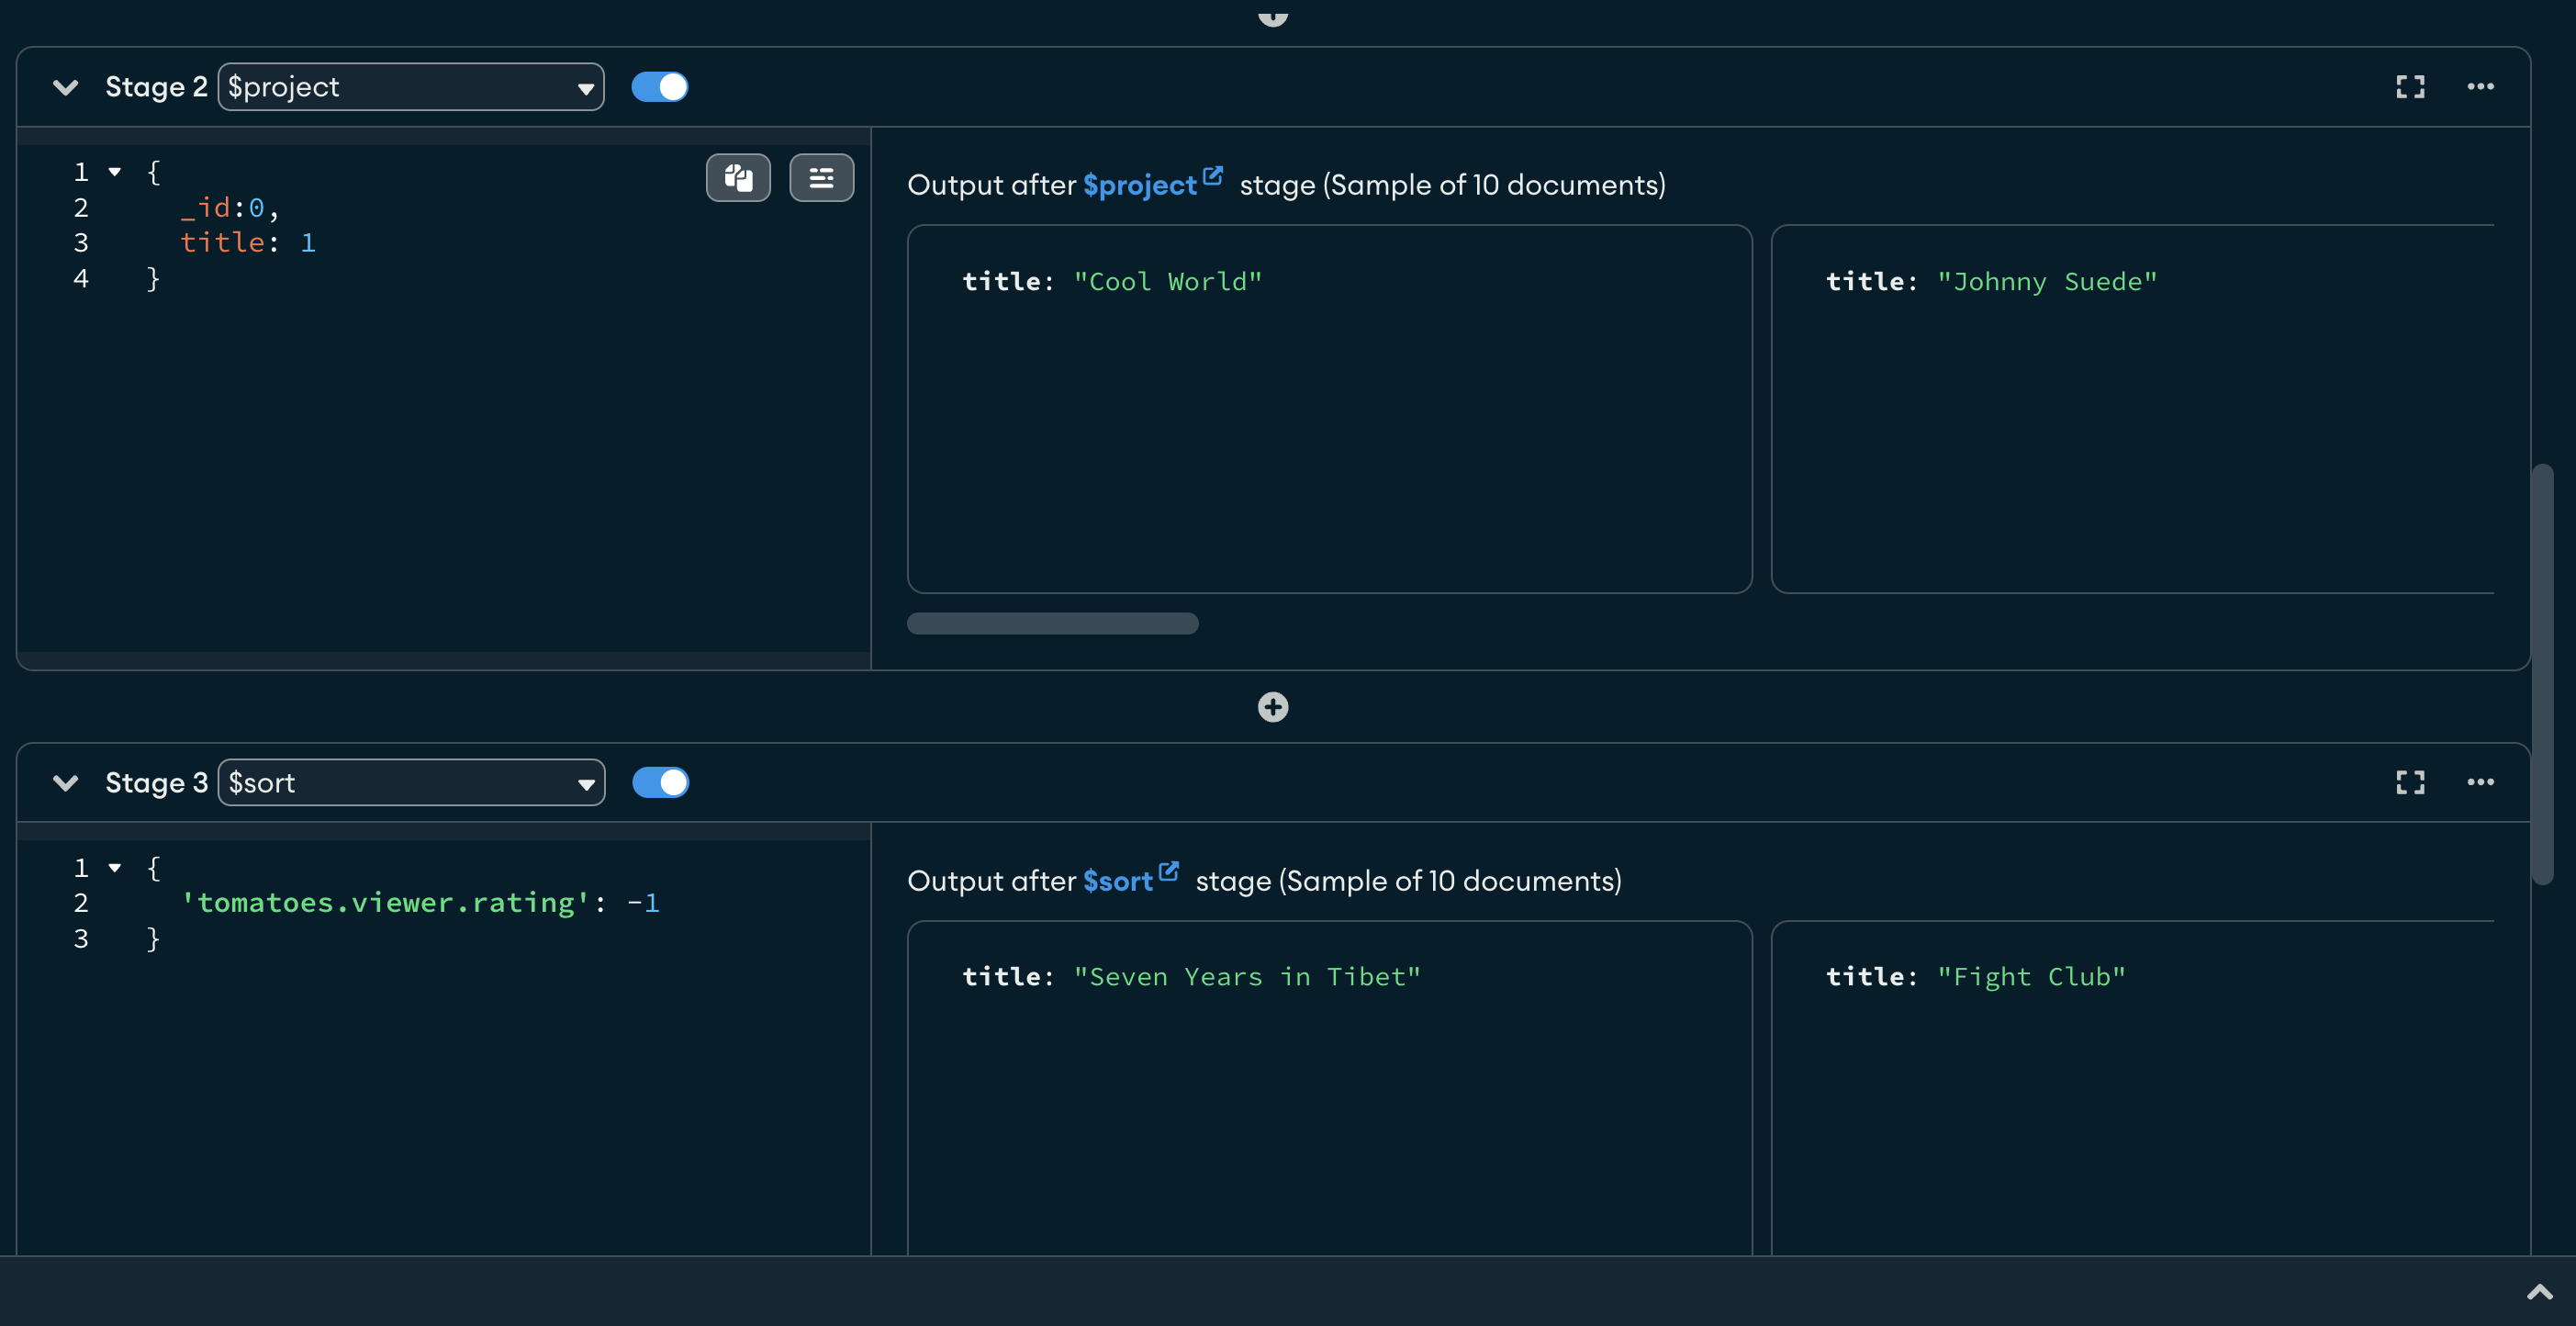 Stage 2 $project
1 {
2 _id:0,
3 title: 1
4 }
Output after $project stage (Sample of 10 documents)
title: "Cool World"
title: "Johnny Suede"
Stage 3 $sort
1 {
2 'tomatoes.viewer.rating': -1
3 }
Output after $sort stage (Sample of 10 documents)
title: "Seven Years in Tibet"
title: "Fight Club"